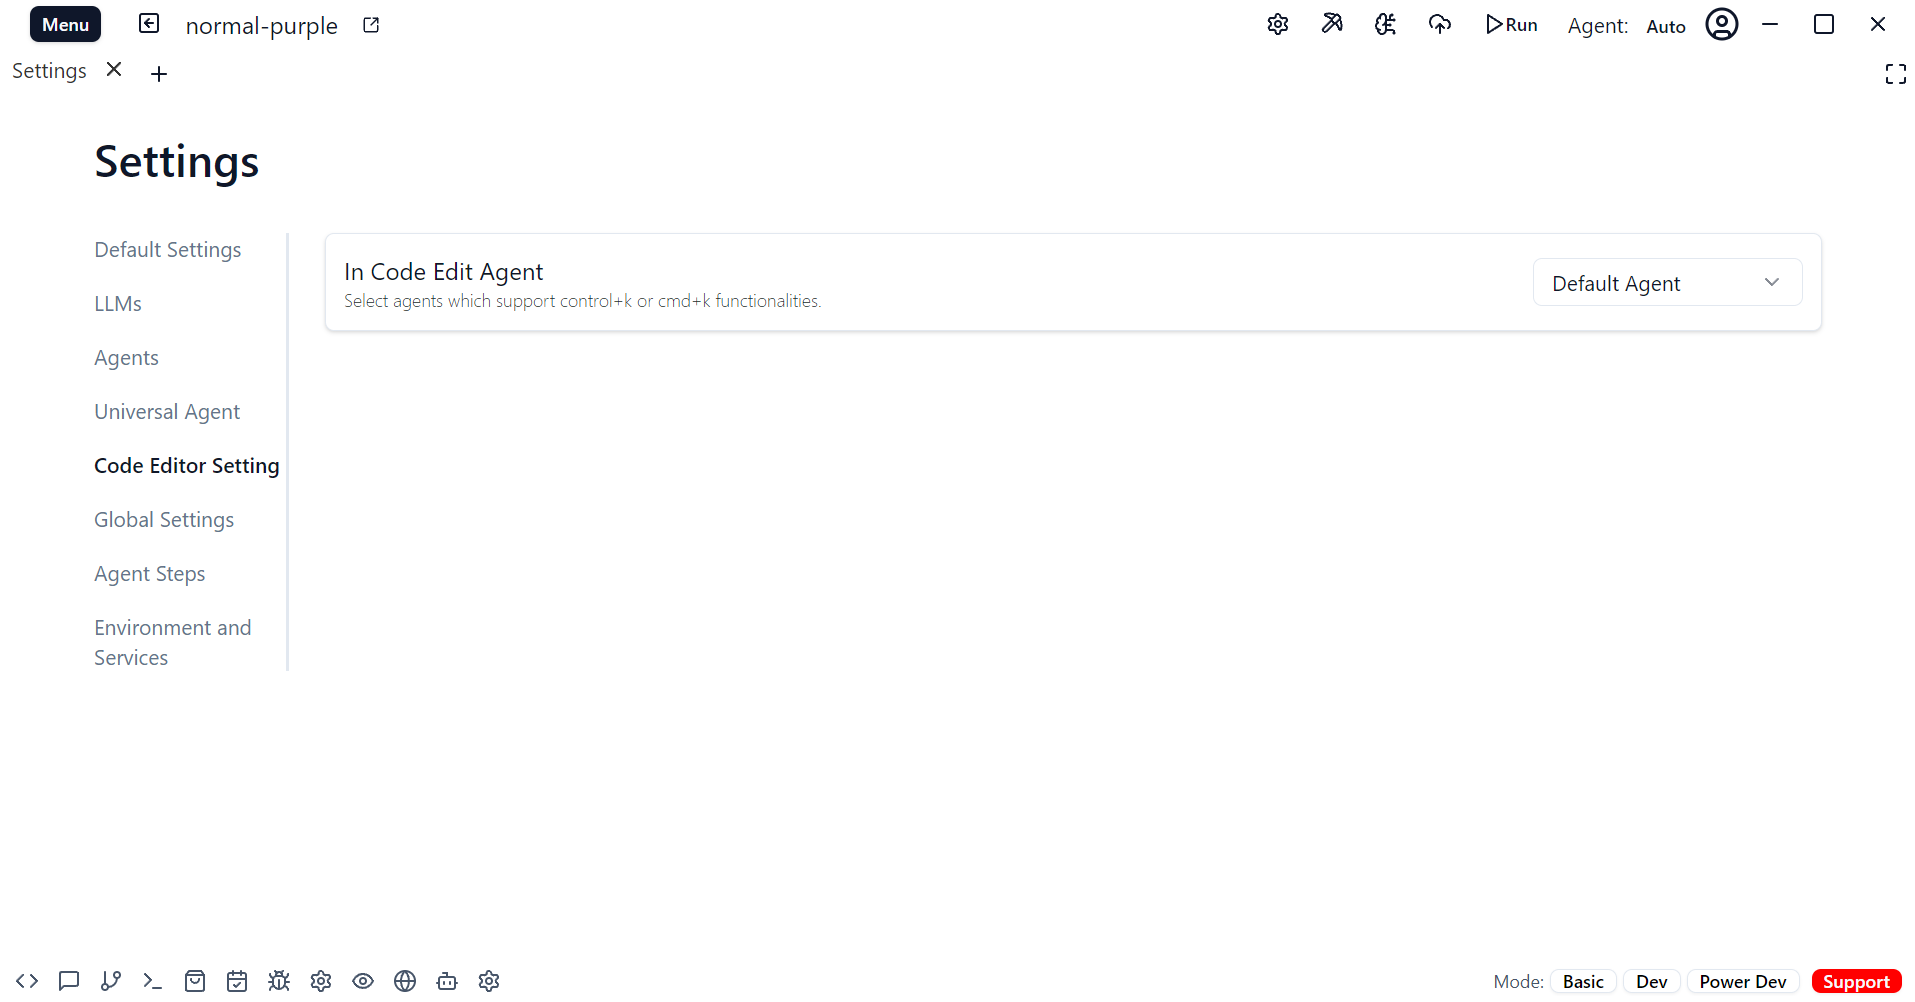 Menu
normal-purple
Run
Agent:
Auto
Settings
Settings
Default Settings
LLMs
Agents
Universal Agent
Code Editor Setting
Global Settings
Agent Steps
Environment and
Services
In Code Edit Agent
Select agents which support control+k or cmd+k functionalities.
Default Agent
Mode:
Basic
Dev
Power Dev
Support